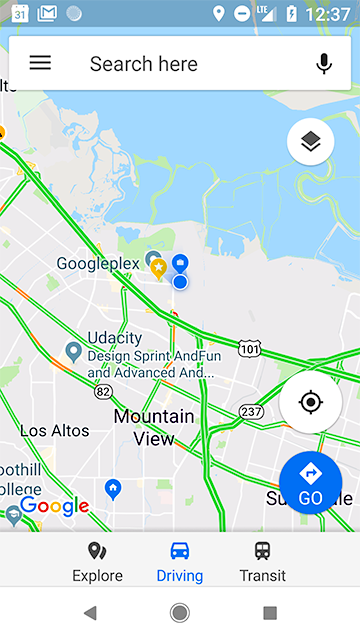 31
LTE
12:37
Search here
lto
Googleplex
Udacity
Design Sprint AndFun
and Advanced And...
101
82
237
Mountain
View
Los Altos
oothill
ollege
Google
GO
Su
le
Explore
Driving
Transit